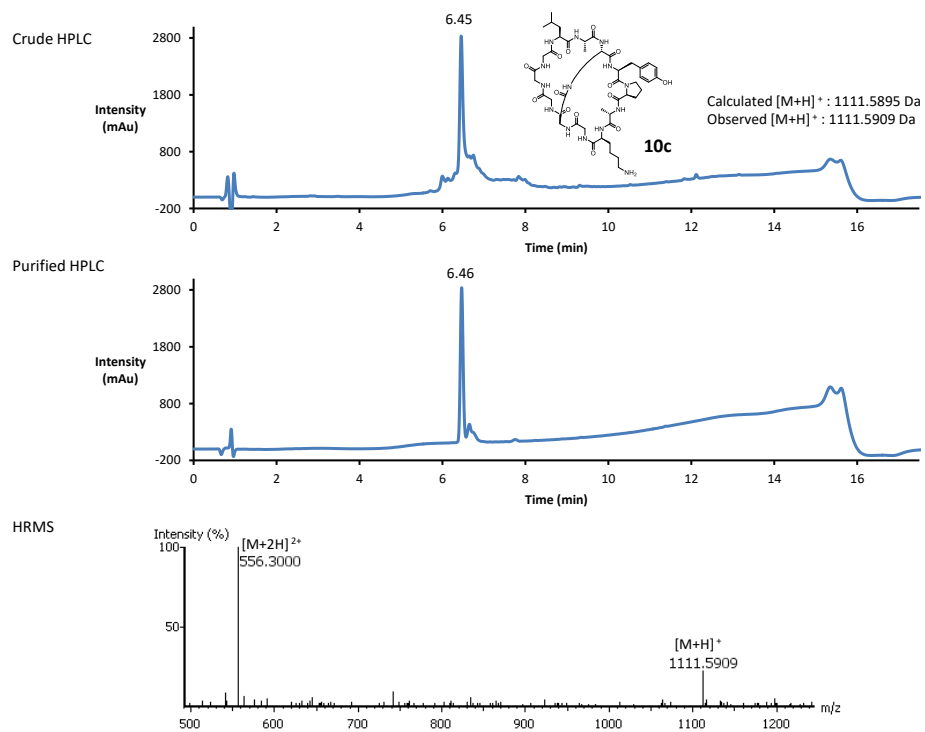 Crude HPLC
6.45
2800
1800
800
-200
Intensity
(mAu)
0 2 4 6 8 10 12 14 16
Time (min)
10c
OH
NH₂
Calculated [M+H]⁺ : 1111.5895 Da
Observed [M+H]⁺ : 1111.5909 Da
Purified HPLC
6.46
2800
1800
800
-200
Intensity
(mAu)
0 2 4 6 8 10 12 14 16
Time (min)
HRMS
Intensity (%)
100
50
[M+2H]²⁺
556.3000
[M+H]⁺
1111.5909
500 600 700 800 900 1000 1100 1200 m/z